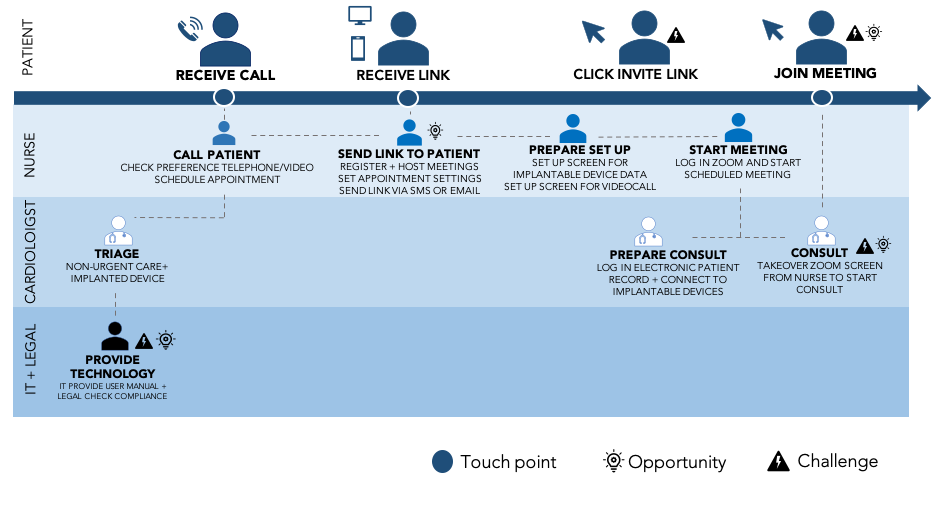 PATIENT
RECEIVE CALL
RECEIVE LINK
CLICK INVITE LINK
JOIN MEETING
NURSE
CALL PATIENT
CHECK PREFERENCE TELEPHONE/VIDEO
SCHEDULE APPOINTMENT
SEND LINK TO PATIENT
REGISTER + HOST MEETINGS
SET APPOINTMENT SETTINGS
SEND LINK VIA SMS OR EMAIL
PREPARE SET UP
SET UP SCREEN FOR
IMPLANTABLE DEVICE DATA
SET UP SCREEN FOR VIDEOCALL
START MEETING
LOG IN ZOOM AND START
SCHEDULED MEETING
CARDIOLOIGST
TRIAGE
NON-URGENT CARE+
IMPLANTED DEVICE
PREPARE CONSULT
LOG IN ELECTRONIC PATIENT
RECORD + CONNECT TO
IMPLANTABLE DEVICES
CONSULT
TAKEOVER ZOOM SCREEN
FROM NURSE TO START
CONSULT
IT + LEGAL
PROVIDE
TECHNOLOGY
IT PROVIDE USER MANUAL +
LEGAL CHECK COMPLIANCE
Touch point
Opportunity
Challenge